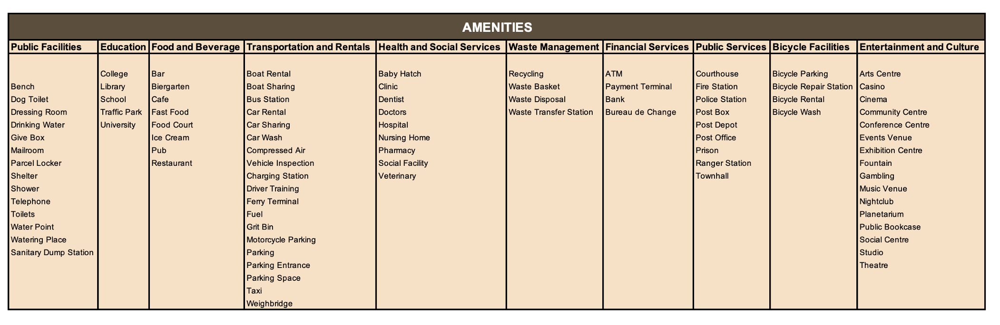 AMENITIES
Public Facilities Education Food and Beverage Transportation and Rentals Health and Social Services Waste Management Financial Services Public Services Bicycle Facilities Entertainment and Culture
College Bar Boat Rental Baby Hatch Recycling ATM Courthouse Bicycle Parking Arts Centre
Bench Library Biergarten Boat Sharing Clinic Waste Basket Payment Terminal Fire Station Bicycle Repair Station Casino
Dog Toilet School Cafe Bus Station Dentist Waste Disposal Bank Police Station Bicycle Rental Cinema
Dressing Room Traffic Park Fast Food Car Rental Doctors Waste Transfer Station Bureau de Change Post Box Bicycle Wash Community Centre
Drinking Water University Food Court Car Sharing Hospital Post Depot Conference Centre
Give Box Ice Cream Car Wash Nursing Home Post Office Events Venue
Mailroom Pub Compressed Air Pharmacy Prison Exhibition Centre
Parcel Locker Restaurant Vehicle Inspection Social Facility Ranger Station Fountain
Shelter Charging Station Veterinary Townhall Gambling
Shower Driver Training Music Venue
Telephone Ferry Terminal Nightclub
Toilets Fuel Planetarium
Water Point Grit Bin Public Bookcase
Watering Place Motorcycle Parking Social Centre
Sanitary Dump Station Parking Studio
Parking Entrance Theatre
Parking Space
Taxi
Weighbridge